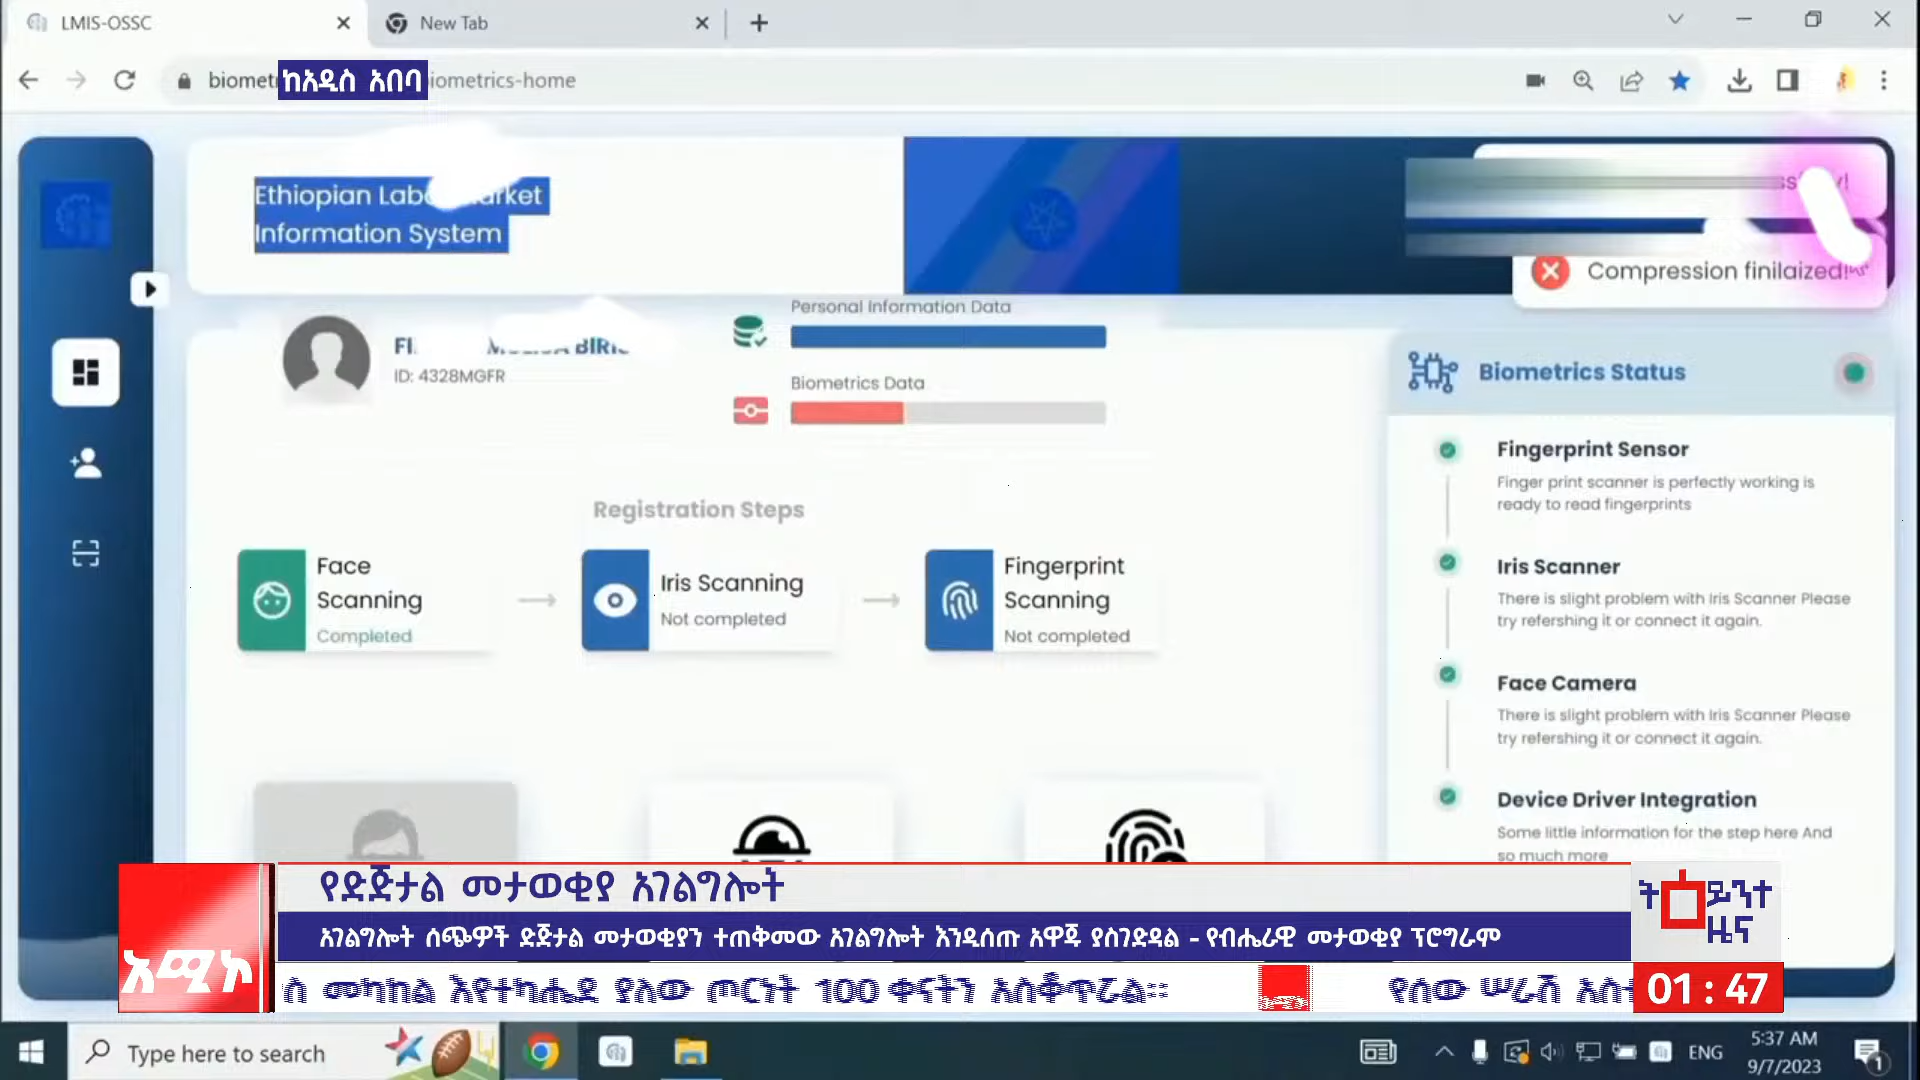 LMIS-OSSC
New Tab
ከአዲስ አበባ
iometrics-home
Ethiopian
Information System
Compression finilaized!
Personal Information Data
ID: 4328MGFR
Biometrics Data
Biometrics Status
Fingerprint Sensor
Finger print scanner is perfectly working is
ready to read fingerprints
Registration Steps
Face
Scanning
Completed
Iris Scanning
Not completed
Fingerprint
Scanning
Not completed
Iris Scanner
There is slight problem with Iris Scanner Please
try refershing it or connect it again.
Face Camera
There is slight problem with Iris Scanner Please
try refershing it or connect it again.
Device Driver Integration
Some little information for the step here And
so much more
የድጅታል መታወቂያ አገልግሎት
አገልግሎት ሰጭዎች ድጅታል መታወቂያን ተጠቅመው አገልግሎት እንዲሰጡ አዋጁ ያስገድዳል - የብሔራዊ መታወቂያ ፕሮግራም
አሚኮ
ዜና
መካከል እየተካሔደ ያለው ጦርነት 100 ቀናትን አስቆጥሯል።
የሰው ሠራሽ
01 : 47
Type here to search
ENG
5:37 AM
9/7/2023
1